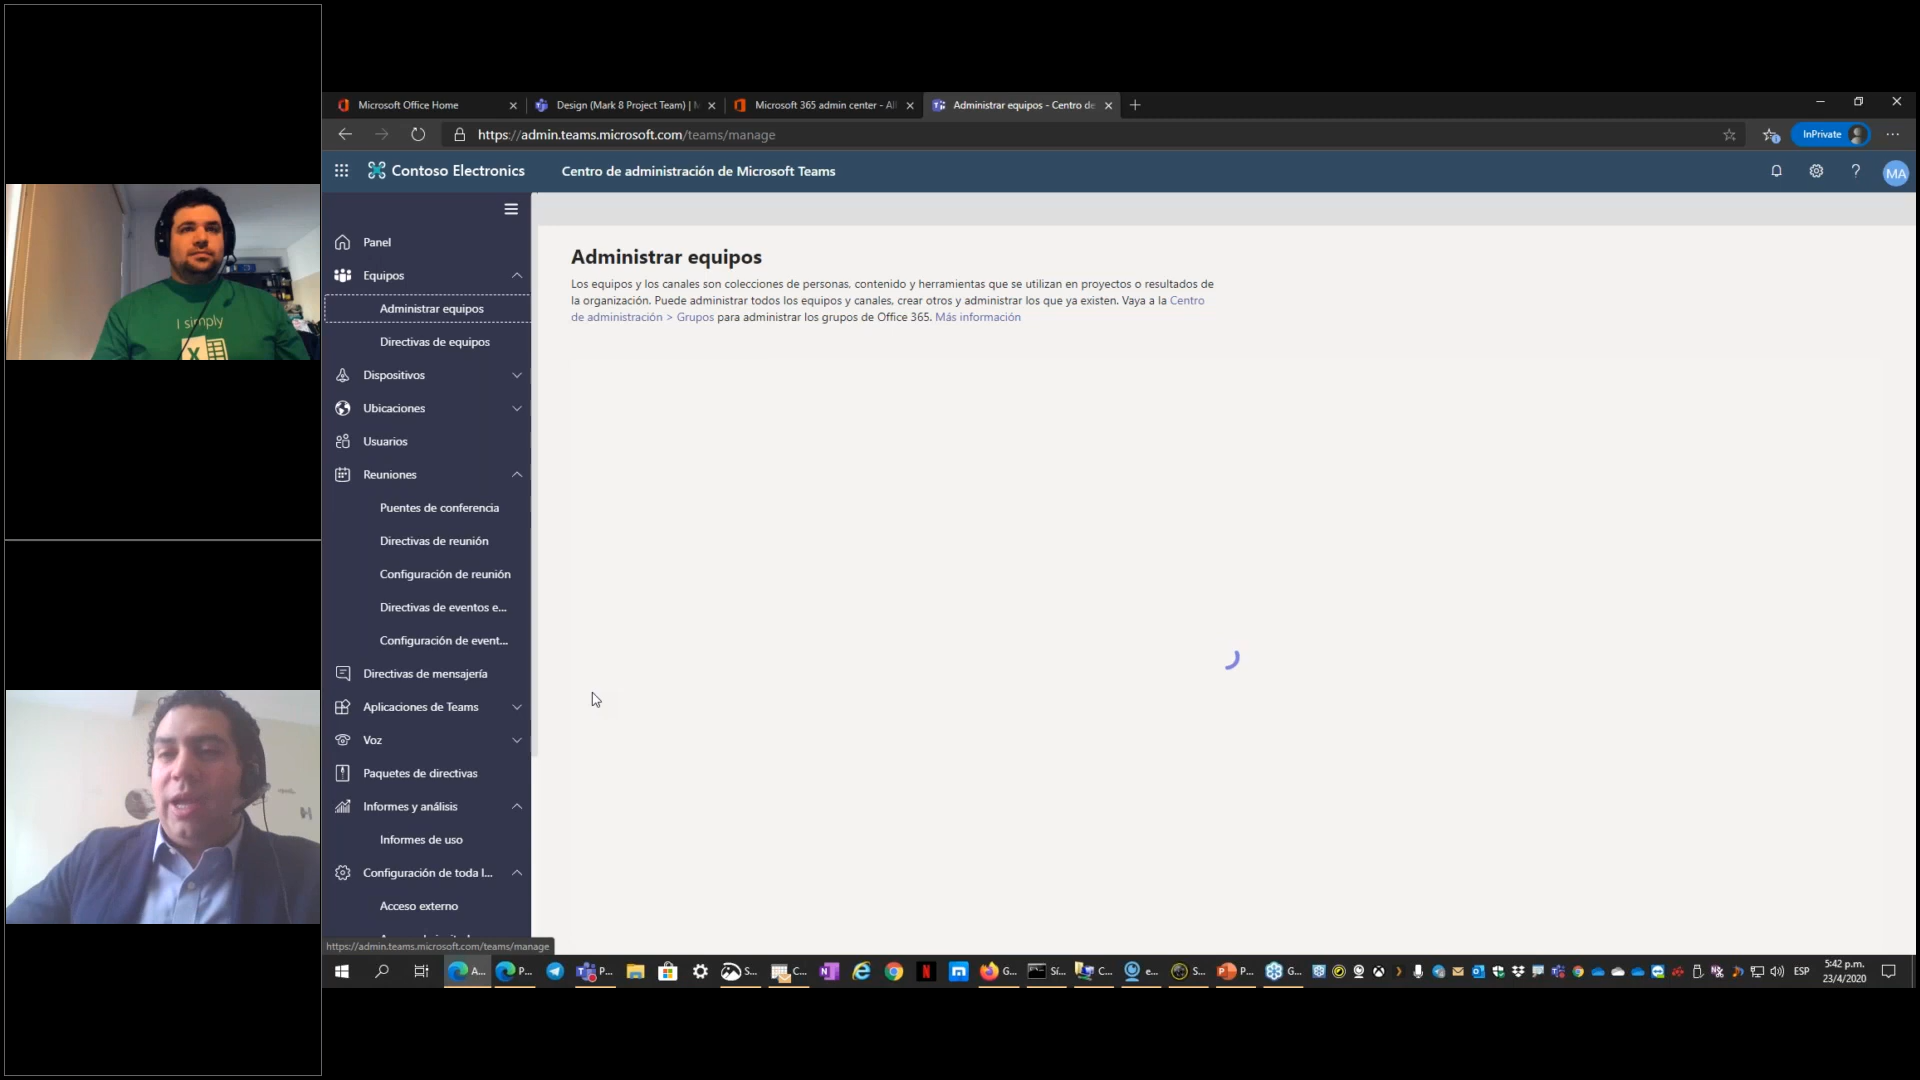 Microsoft Office Home
Design (Mark 8 Project Team) |
Microsoft 365 admin center - Al
Administrar equipos - Centro de
https://admin.teams.microsoft.com/teams/manage
InPrivate
Contoso Electronics
Centro de administración de Microsoft Teams
MA
Panel
Equipos
Administrar equipos
Directivas de equipos
Dispositivos
Ubicaciones
Usuarios
Reuniones
Puentes de conferencia
Directivas de reunión
Configuración de reunión
Directivas de eventos e...
Configuración de event...
Directivas de mensajería
Aplicaciones de Teams
Voz
Paquetes de directivas
Informes y análisis
Informes de uso
Configuración de toda l...
Acceso externo
Administrar equipos
Los equipos y los canales son colecciones de personas, contenido y herramientas que se utilizan en proyectos o resultados de
la organización. Puede administrar todos los equipos y canales, crear otros y administrar los que ya existen. Vaya a la Centro
de administración > Grupos para administrar los grupos de Office 365. Más información
I simply
X
https://admin.teams.microsoft.com/teams/manage
A... P... P... S... C... G... Sí... C... e... S... P... G...
ESP
5:42 p.m.
23/4/2020